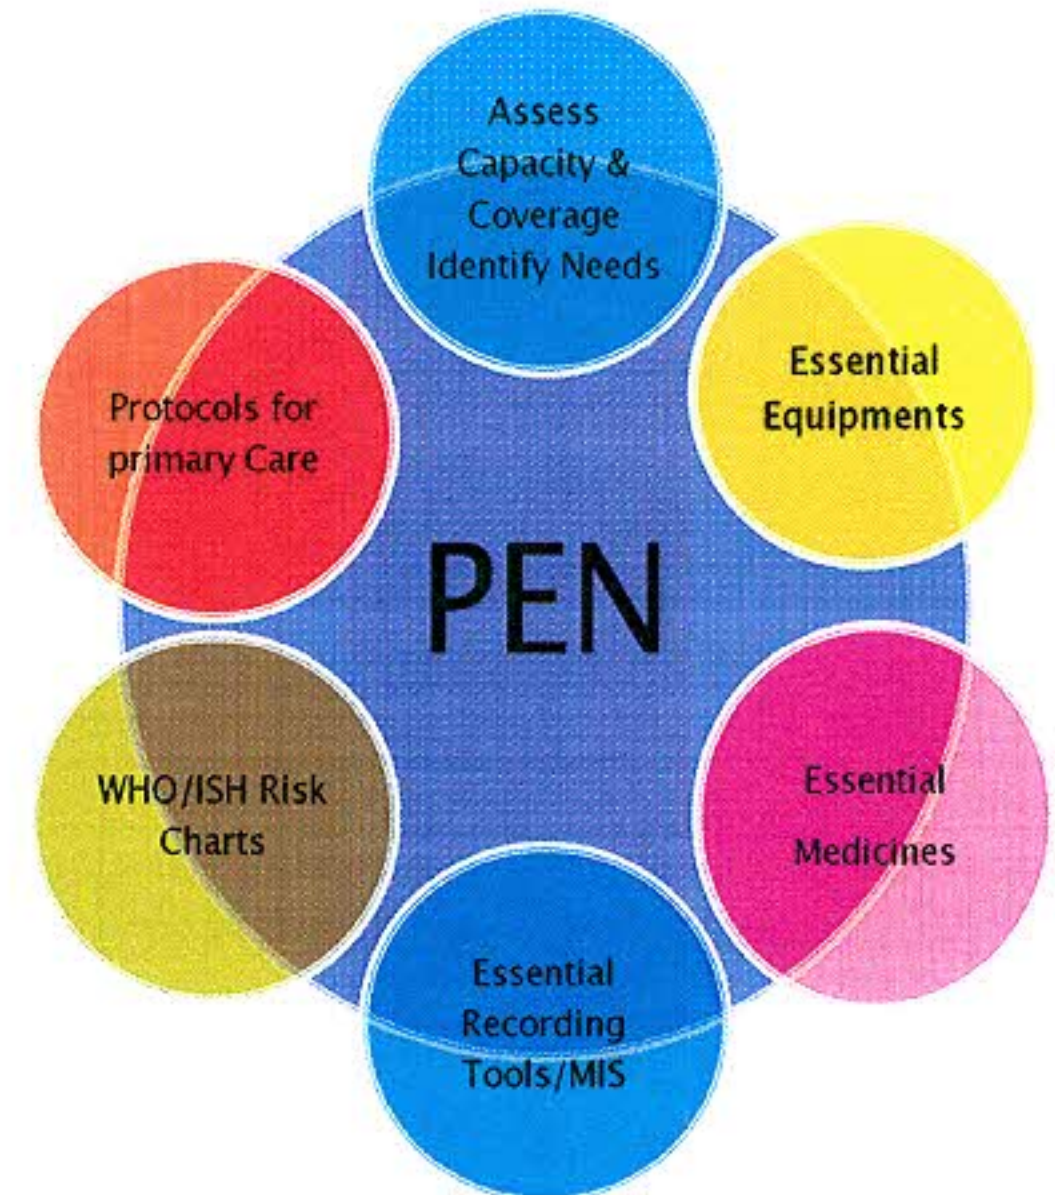 Assess
Capacity &
Coverage
Identify Needs
Essential
Equipments
Protocols for
primary Care
PEN
WHO/ISH Risk
Charts
Essential
Medicines
Essential
Recording
Tools/MIS